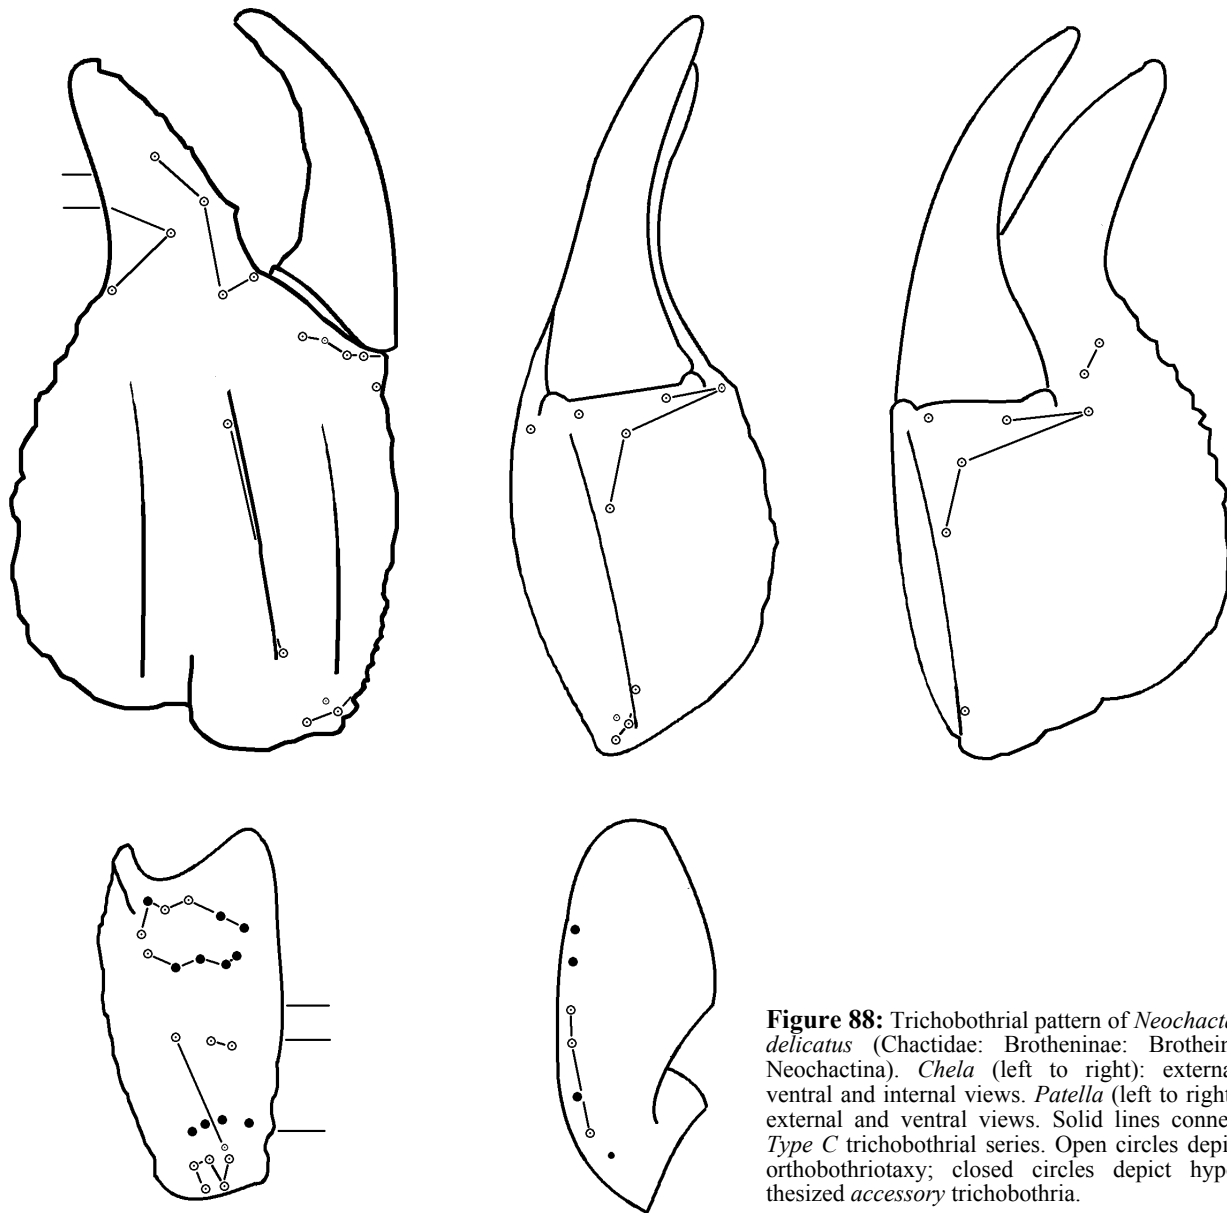 Figure 88: Trichobothrial pattern of Neochacta
delicatus (Chactidae: Brotheninae: Brothein
Neochactina). Chela (left to right): externa
ventral and internal views. Patella (left to right
external and ventral views. Solid lines conne
Type C trichobothrial series. Open circles depi
orthobothriotaxy; closed circles depict hyp
thesized accessory trichobothria.